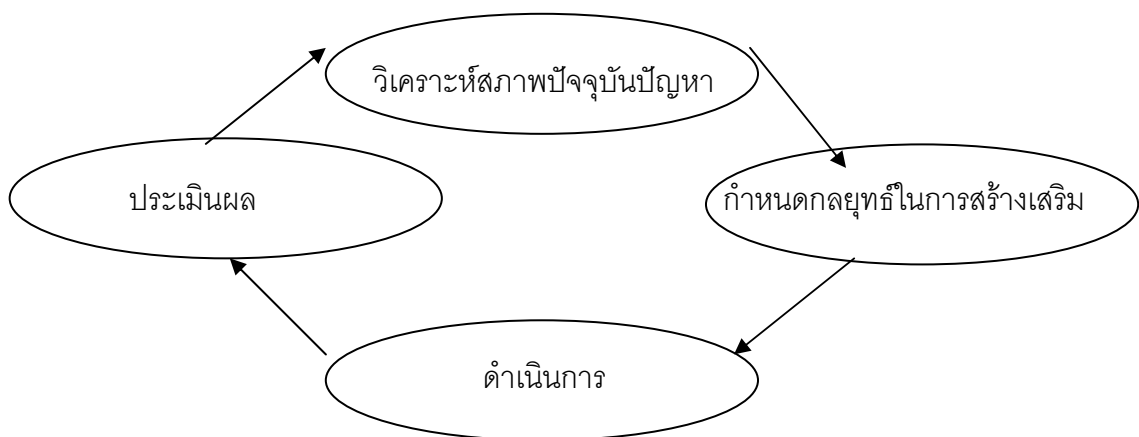 วิเคราะห์สภาพปัจจุบันปัญหา
ประเมินผล
กำหนดกลยุทธ์ในการสร้างเสริม
ดำเนินการ